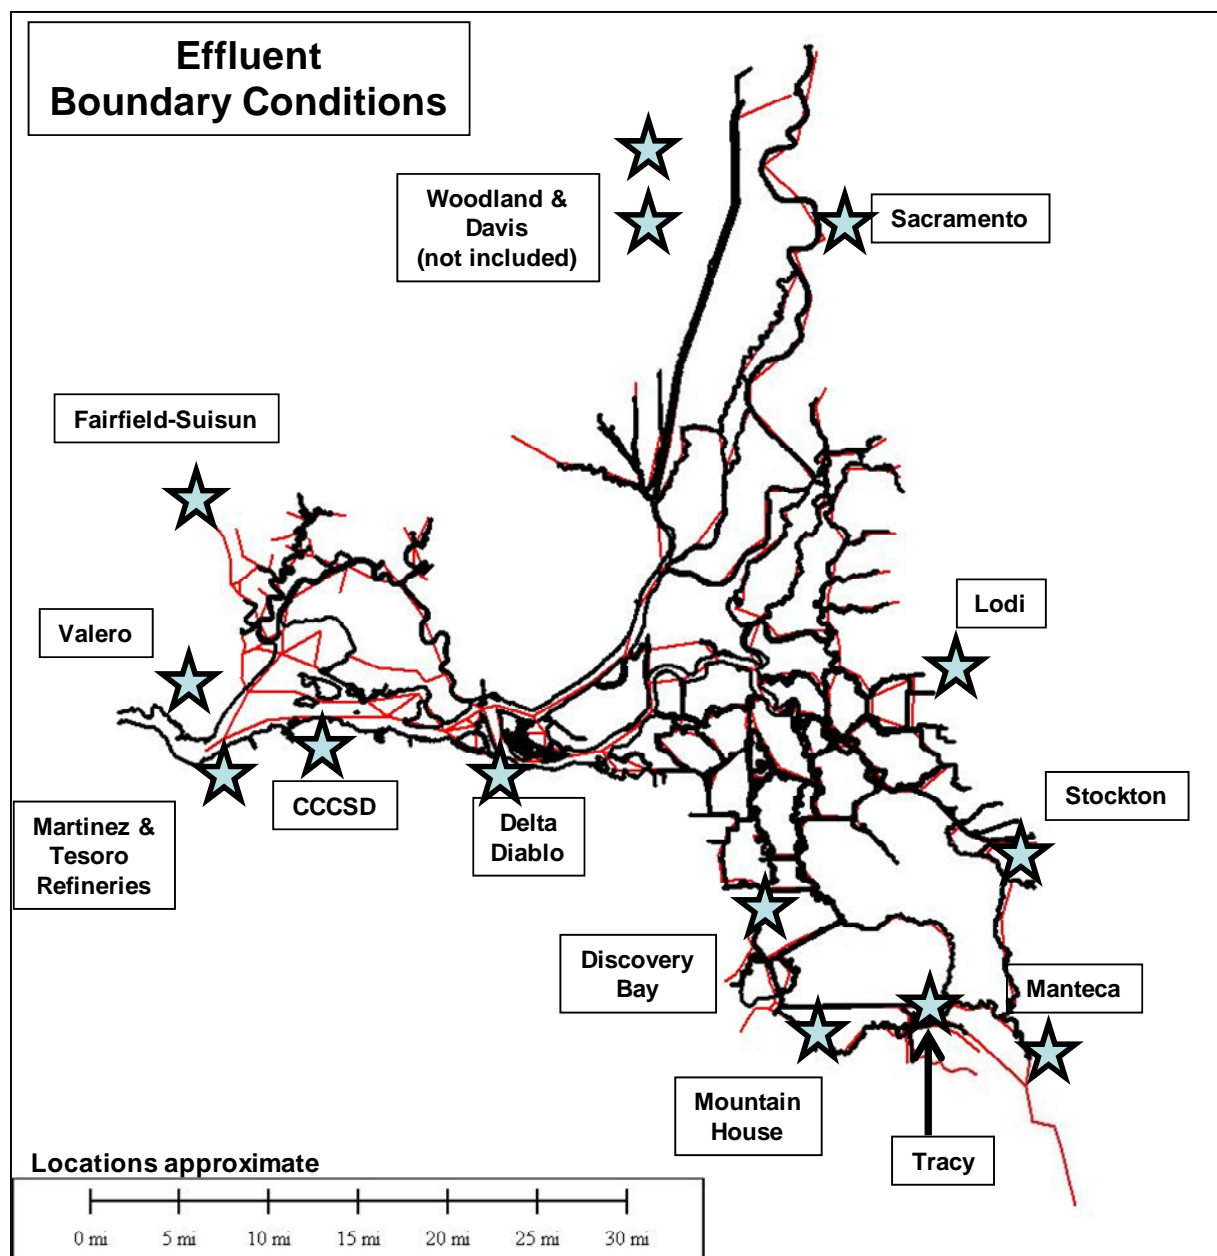 Effluent
Boundary Conditions
Woodland &
Davis
(not included)
Sacramento
Fairfield-Suisun
Valero
Lodi
Martinez &
Tesoro
Refineries
CCCSD
Delta
Diablo
Stockton
Discovery
Bay
Manteca
Mountain
House
Tracy
Locations approximate
0 mi 5 mi 10 mi 15 mi 20 mi 25 mi 30 mi